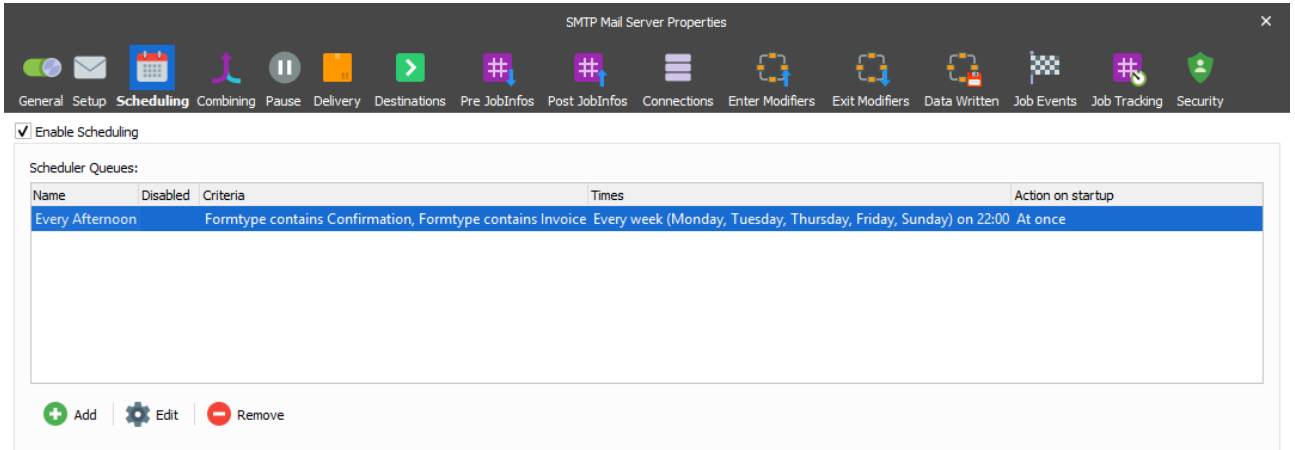 SMTP Mail Server Properties
General Setup Scheduling Combining Pause Delivery Destinations Pre JobInfos Post JobInfos Connections Enter Modifiers Exit Modifiers Data Written Job Events Job Tracking Security
Enable Scheduling
Scheduler Queues:
Name Disabled Criteria Times Action on startup
Every Afternoon Formtype contains Confirmation, Formtype contains Invoice Every week (Monday, Tuesday, Thursday, Friday, Sunday) on 22:00 At once
Add Edit Remove